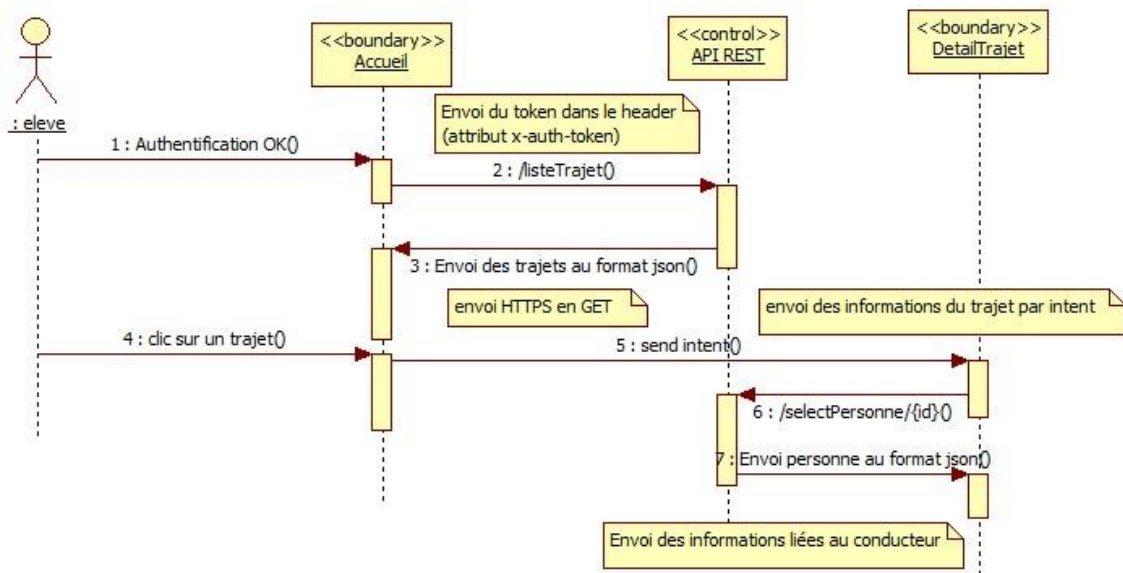 <<boundary>>
Accueil
<<control>>
API REST
<<boundary>>
DetailTrajet
: eleve
Envoi du token dans le header
(attribut x-auth-token)
1 : Authentification OK()
2 : /listeTrajet()
3 : Envoi des trajets au format json()
envoi HTTPS en GET
envoi des informations du trajet par intent
4 : clic sur un trajet()
5 : send intent()
6 : /selectPersonne/{id}()
7 : Envoi personne au format json()
Envoi des informations liées au conducteur